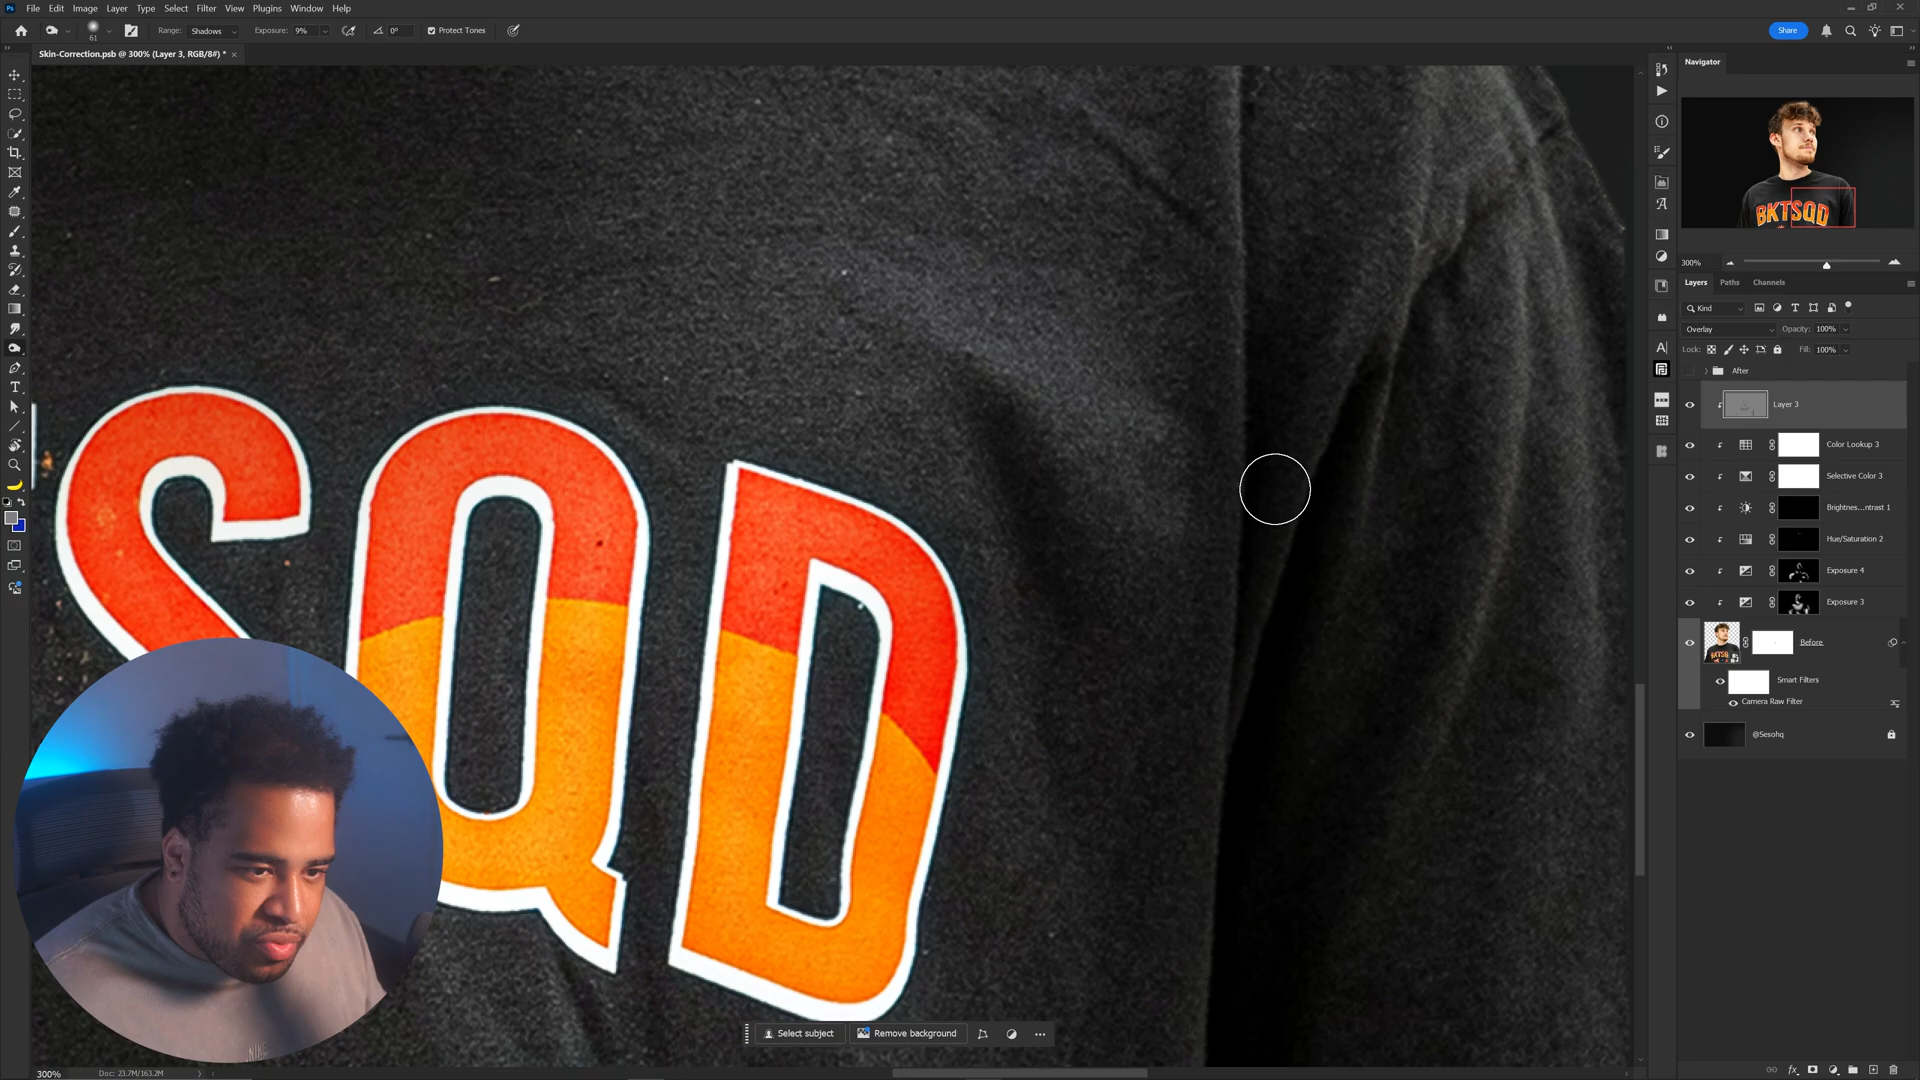 Ps File Edit Image Layer Type Select Filter View Plugins Window Help
61 Range: Shadows Exposure: 9% 0° Protect Tones Share
Skin-Correction.psb @ 300% (Layer 3, RGB/8#) * ×
Navigator
BKTSQD
300%
Layers Paths Channels
Kind
Overlay Opacity: 100%
Lock: Fill: 100%
After
Layer 3
Color Lookup 3
Selective Color 3
Brightnes...ntrast 1
Hue/Saturation 2
Exposure 4
Exposure 3
Before
Smart Filters
Camera Raw Filter
@Sesohq
SQD
Select subject Remove background
300% Doc: 23.7M/163.2M